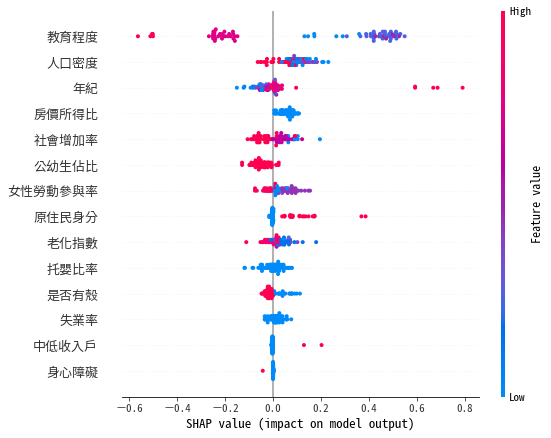 High
教育程度
人口密度
年紀
房價所得比
社會增加率
公幼生佔比
女性勞動參與率
原住民身分
老化指數
托嬰比率
是否有殼
失業率
中低收入戶
身心障礙
Feature value
Low
−0.6 −0.4 −0.2 0.0 0.2 0.4 0.6 0.8
SHAP value (impact on model output)